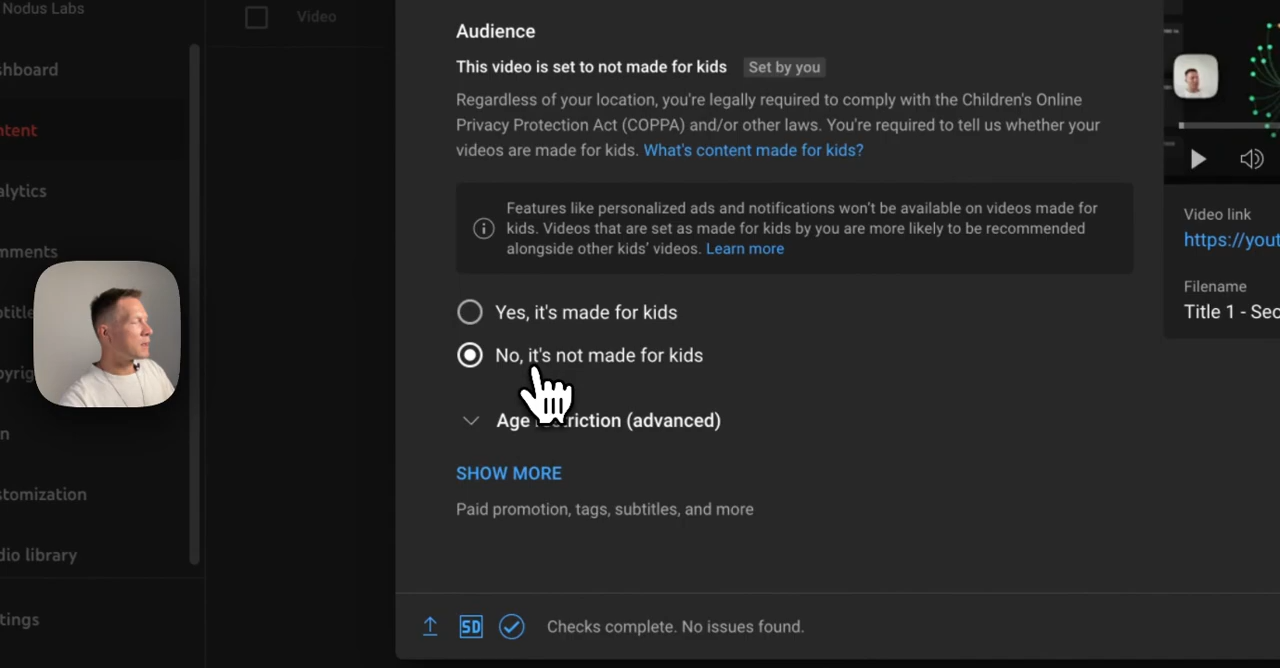 Nodus Labs
shboard
ntent
alytics
mments
btitle
pyrig
n
stomization
dio library
tings
Video
Audience
This video is set to not made for kids Set by you
Regardless of your location, you're legally required to comply with the Children's Online
Privacy Protection Act (COPPA) and/or other laws. You're required to tell us whether your
videos are made for kids. What's content made for kids?
Features like personalized ads and notifications won't be available on videos made for
kids. Videos that are set as made for kids by you are more likely to be recommended
alongside other kids' videos. Learn more
Yes, it's made for kids
No, it's not made for kids
Age restriction (advanced)
SHOW MORE
Paid promotion, tags, subtitles, and more
SD Checks complete. No issues found.
Video link
https://yout
Filename
Title 1 - Sec